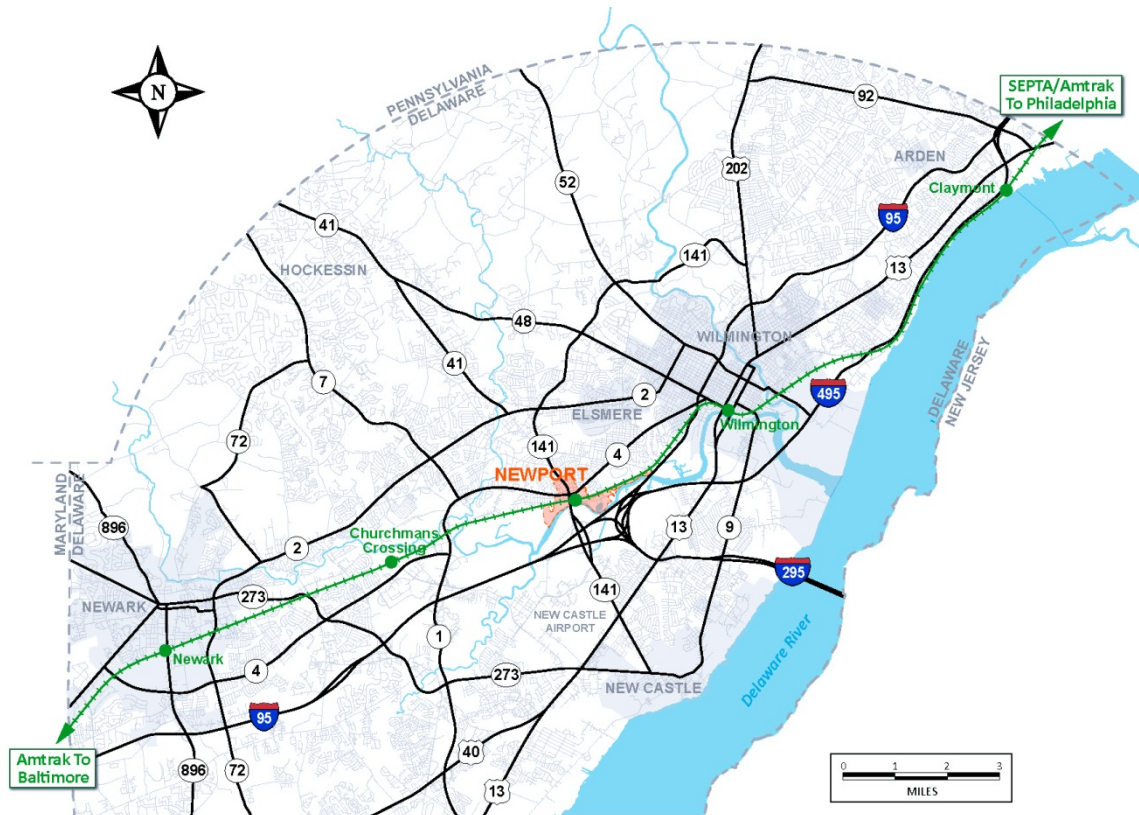 N
PENNSYLVANIA
DELAWARE
SEPTA/Amtrak
To Philadelphia
92
ARDEN
202
52
Claymont
95
41
141
13
HOCKESSIN
48
WILMINGTON
DELAWARE
NEW JERSEY
41
7
2
495
ELSMERE
Wilmington
72
141
4
NEWPORT
MARYLAND
DELAWARE
896
Churchmans
Crossing
2
13
9
295
273
141
NEWARK
NEW CASTLE
AIRPORT
1
Newark
4
273
NEW CASTLE
Delaware River
95
40
Amtrak To
Baltimore
896
72
13
0 1 2 3
MILES